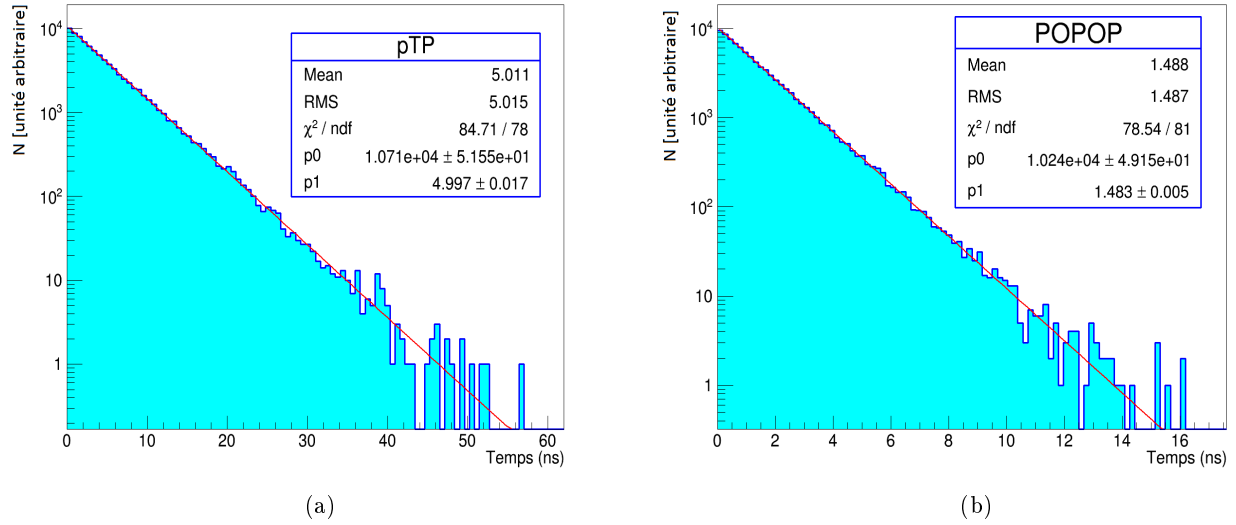 N [unité arbitraire]
10⁴
10³
10²
10
1
pTP
Mean 5.011
RMS 5.015
χ² / ndf 84.71 / 78
p0 1.071e+04 ± 5.155e+01
p1 4.997 ± 0.017
0 10 20 30 40 50 60
Temps (ns)
(a)
N [unité arbitraire]
10⁴
10³
10²
10
1
POPOP
Mean 1.488
RMS 1.487
χ² / ndf 78.54 / 81
p0 1.024e+04 ± 4.915e+01
p1 1.483 ± 0.005
0 2 4 6 8 10 12 14 16
Temps (ns)
(b)